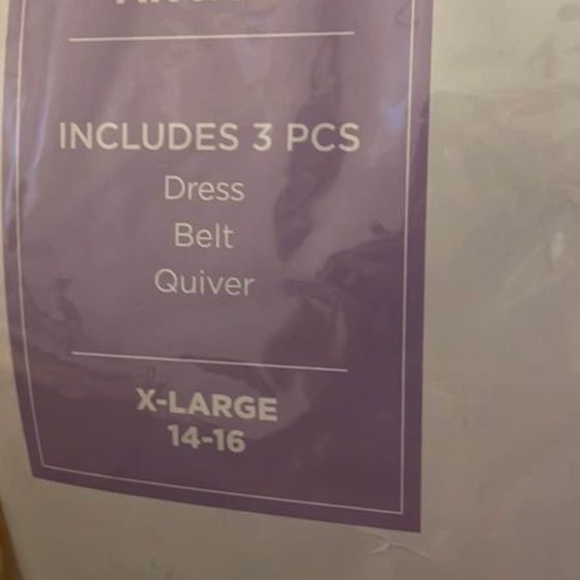 INCLUDES 3 PCS
Dress
Belt
Quiver
X-LARGE
14-16